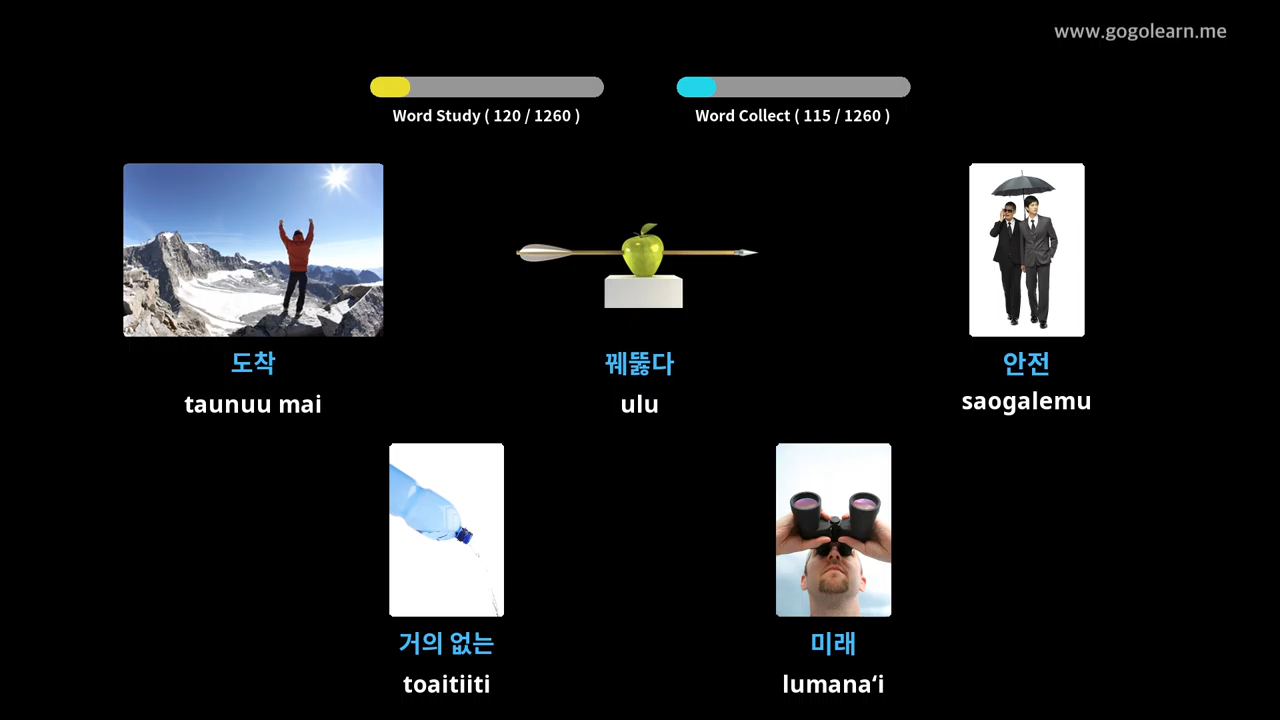 www.gogolearn.me
Word Study ( 120 / 1260 )
Word Collect ( 115 / 1260 )
도착
taunuu mai
꿰뚫다
ulu
안전
saogalemu
거의 없는
toaitiiti
미래
lumana‘i